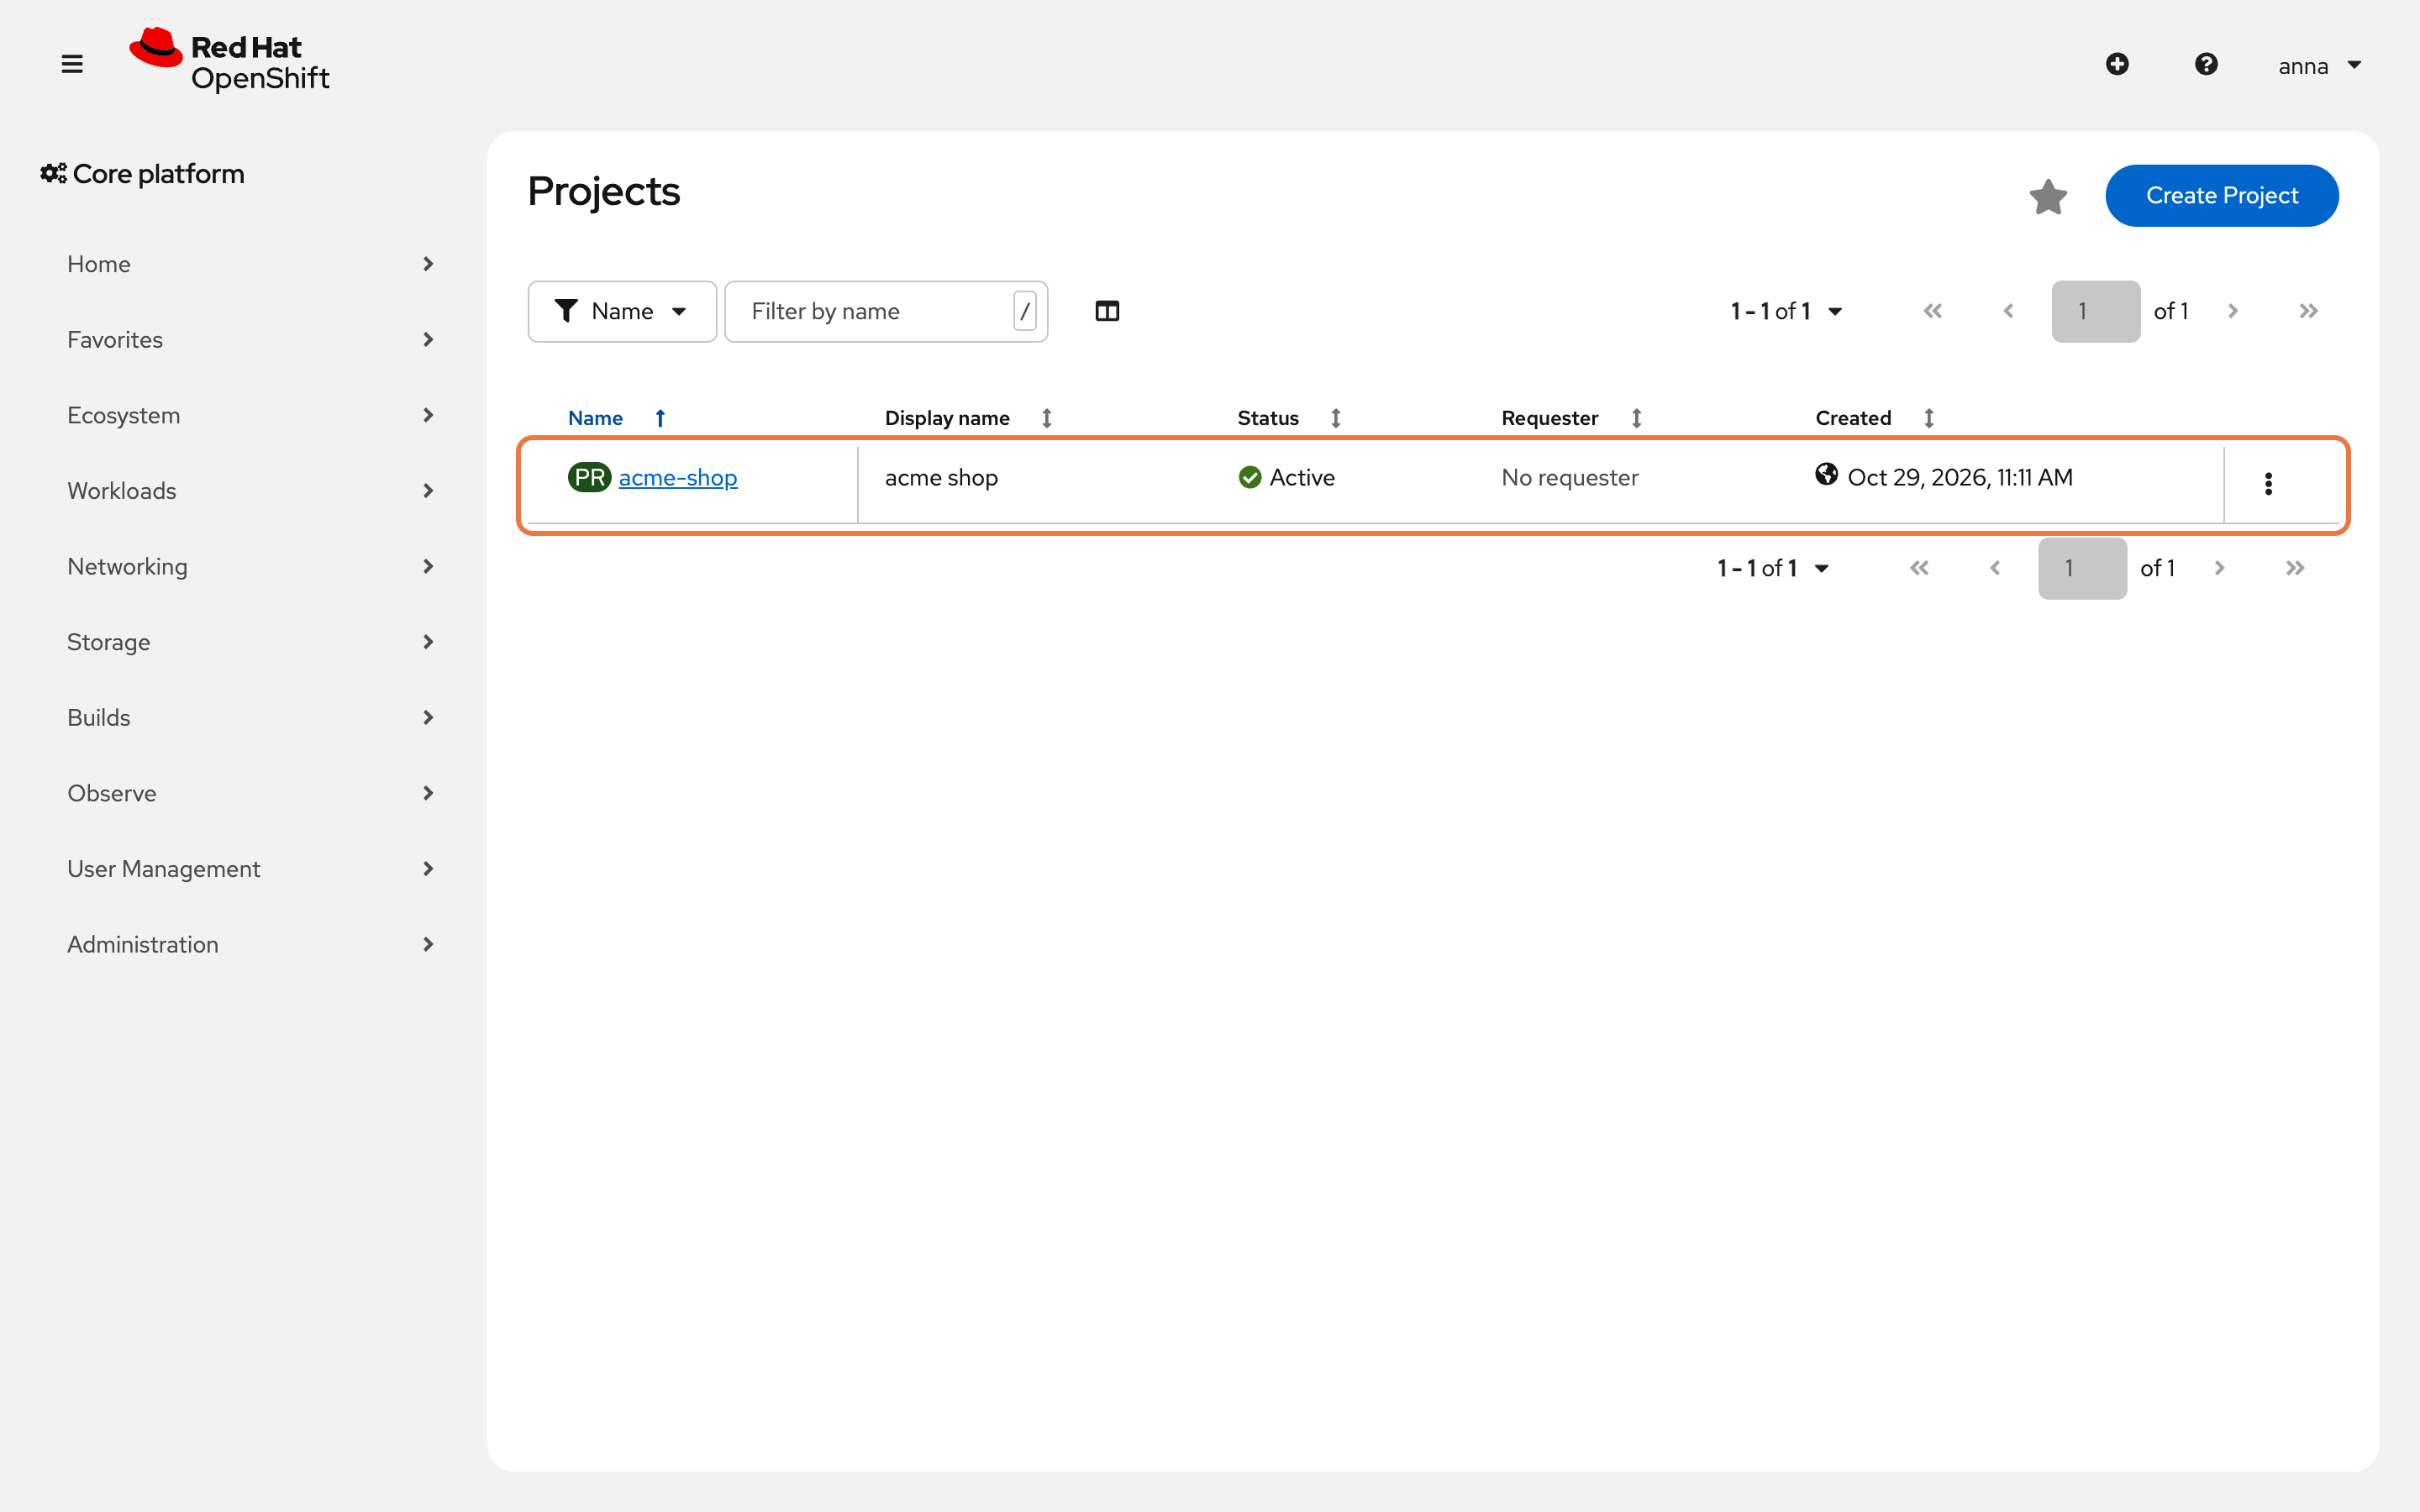 Red Hat
OpenShift
anna
Core platform
Home
Favorites
Ecosystem
Workloads
Networking
Storage
Builds
Observe
User Management
Administration
Projects
Create Project
Name
Filter by name
/
1 - 1 of 1
1
of 1
Name Display name Status Requester Created
PR acme-shop acme shop Active No requester Oct 29, 2026, 11:11 AM
1 - 1 of 1
1
of 1